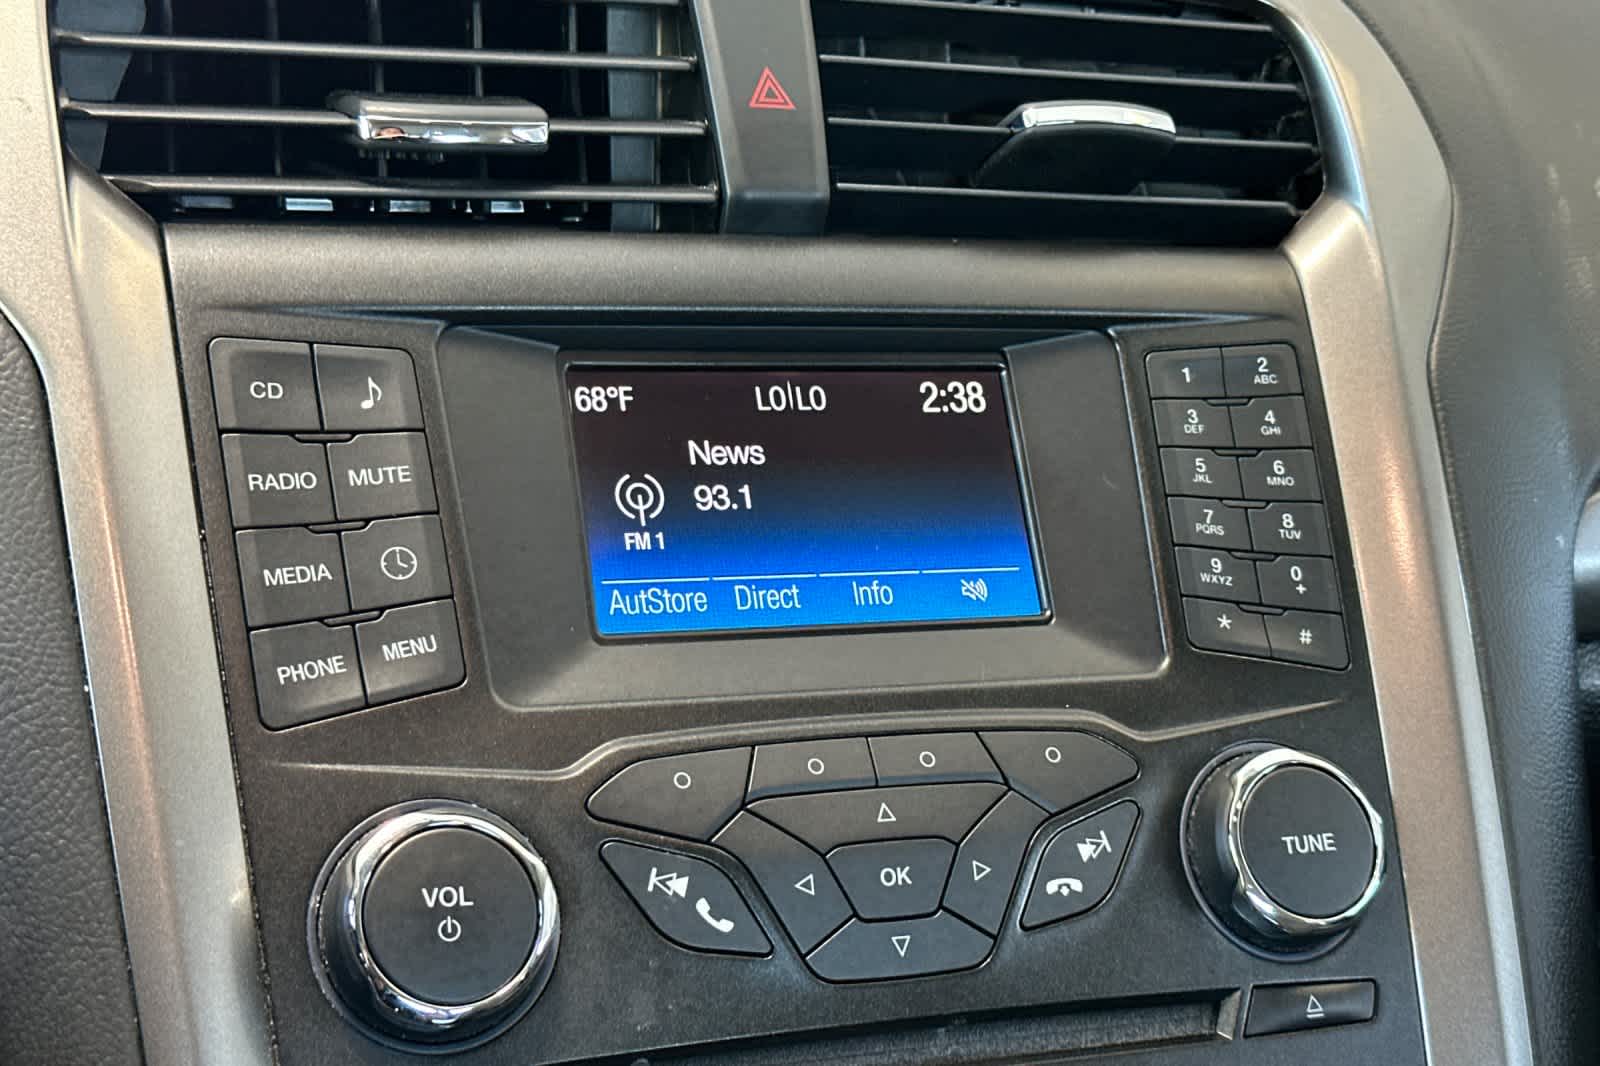 68°F LO|LO 2:38
News
93.1
FM 1
AutStore Direct Info
CD
RADIO MUTE
MEDIA
PHONE MENU
1 2 ABC
3 DEF 4 GHI
5 JKL 6 MNO
7 PQRS 8 TUV
9 WXYZ 0 +
* #
OK
VOL
TUNE